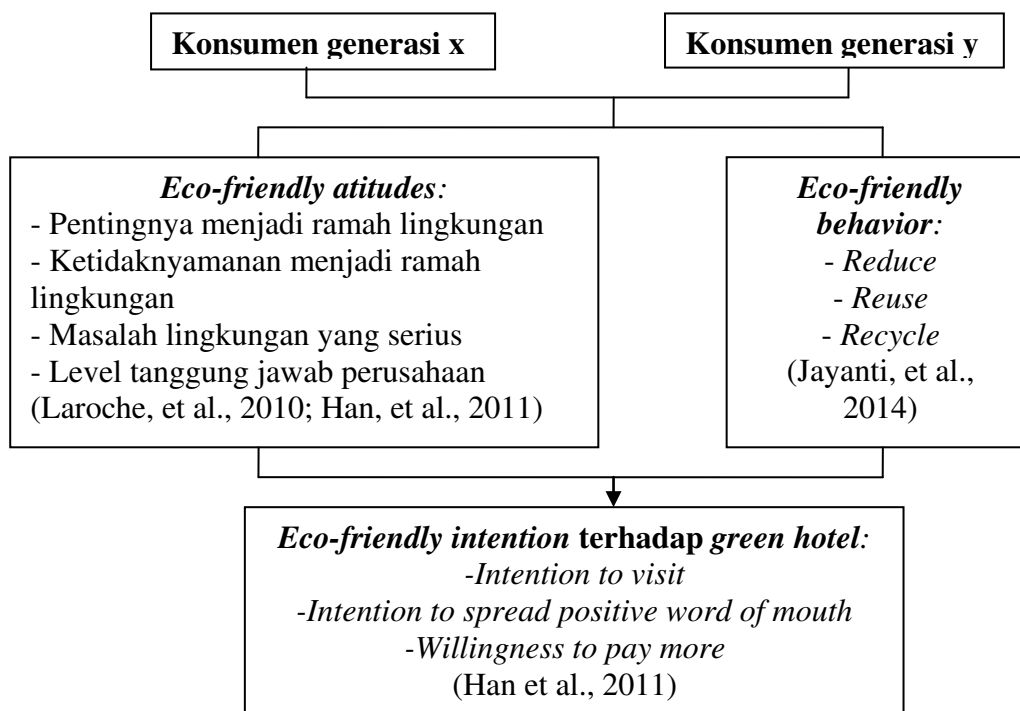 Konsumen generasi x
Konsumen generasi y
Eco-friendly atitudes:
- Pentingnya menjadi ramah lingkungan
- Ketidaknyamanan menjadi ramah
lingkungan
- Masalah lingkungan yang serius
- Level tanggung jawab perusahaan
(Laroche, et al., 2010; Han, et al., 2011)
Eco-friendly
behavior:
- Reduce
- Reuse
- Recycle
(Jayanti, et al.,
2014)
Eco-friendly intention terhadap green hotel:
-Intention to visit
-Intention to spread positive word of mouth
-Willingness to pay more
(Han et al., 2011)